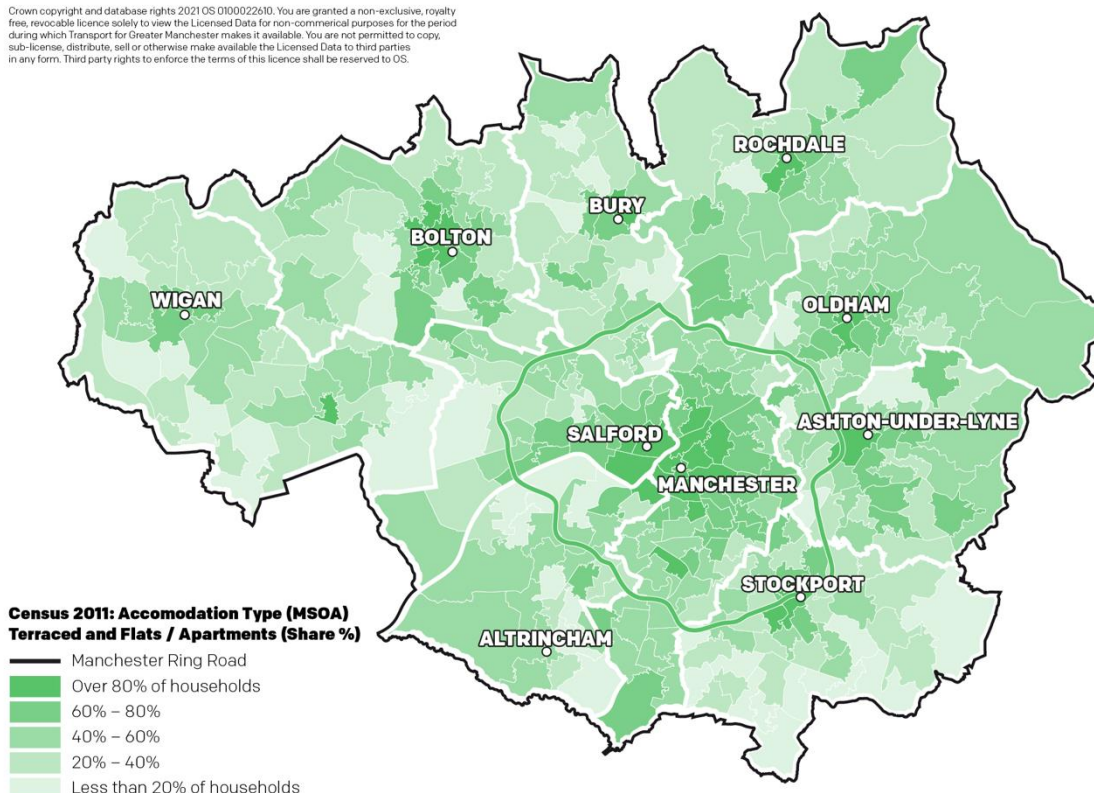 Crown copyright and database rights 2021 OS 0100022610. You are granted a non-exclusive, royalty
free, revocable licence solely to view the Licensed Data for non-commerical purposes for the period
during which Transport for Greater Manchester makes it available. You are not permitted to copy,
sub-license, distribute, sell or otherwise make available the Licensed Data to third parties
in any form. Third party rights to enforce the terms of this licence shall be reserved to OS.
ROCHDALE
BURY
BOLTON
WIGAN
OLDHAM
ASHTON-UNDER-LYNE
SALFORD
MANCHESTER
STOCKPORT
ALTRINCHAM
Census 2011: Accomodation Type (MSOA)
Terraced and Flats / Apartments (Share %)
Manchester Ring Road
Over 80% of households
60% – 80%
40% – 60%
20% – 40%
Less than 20% of households